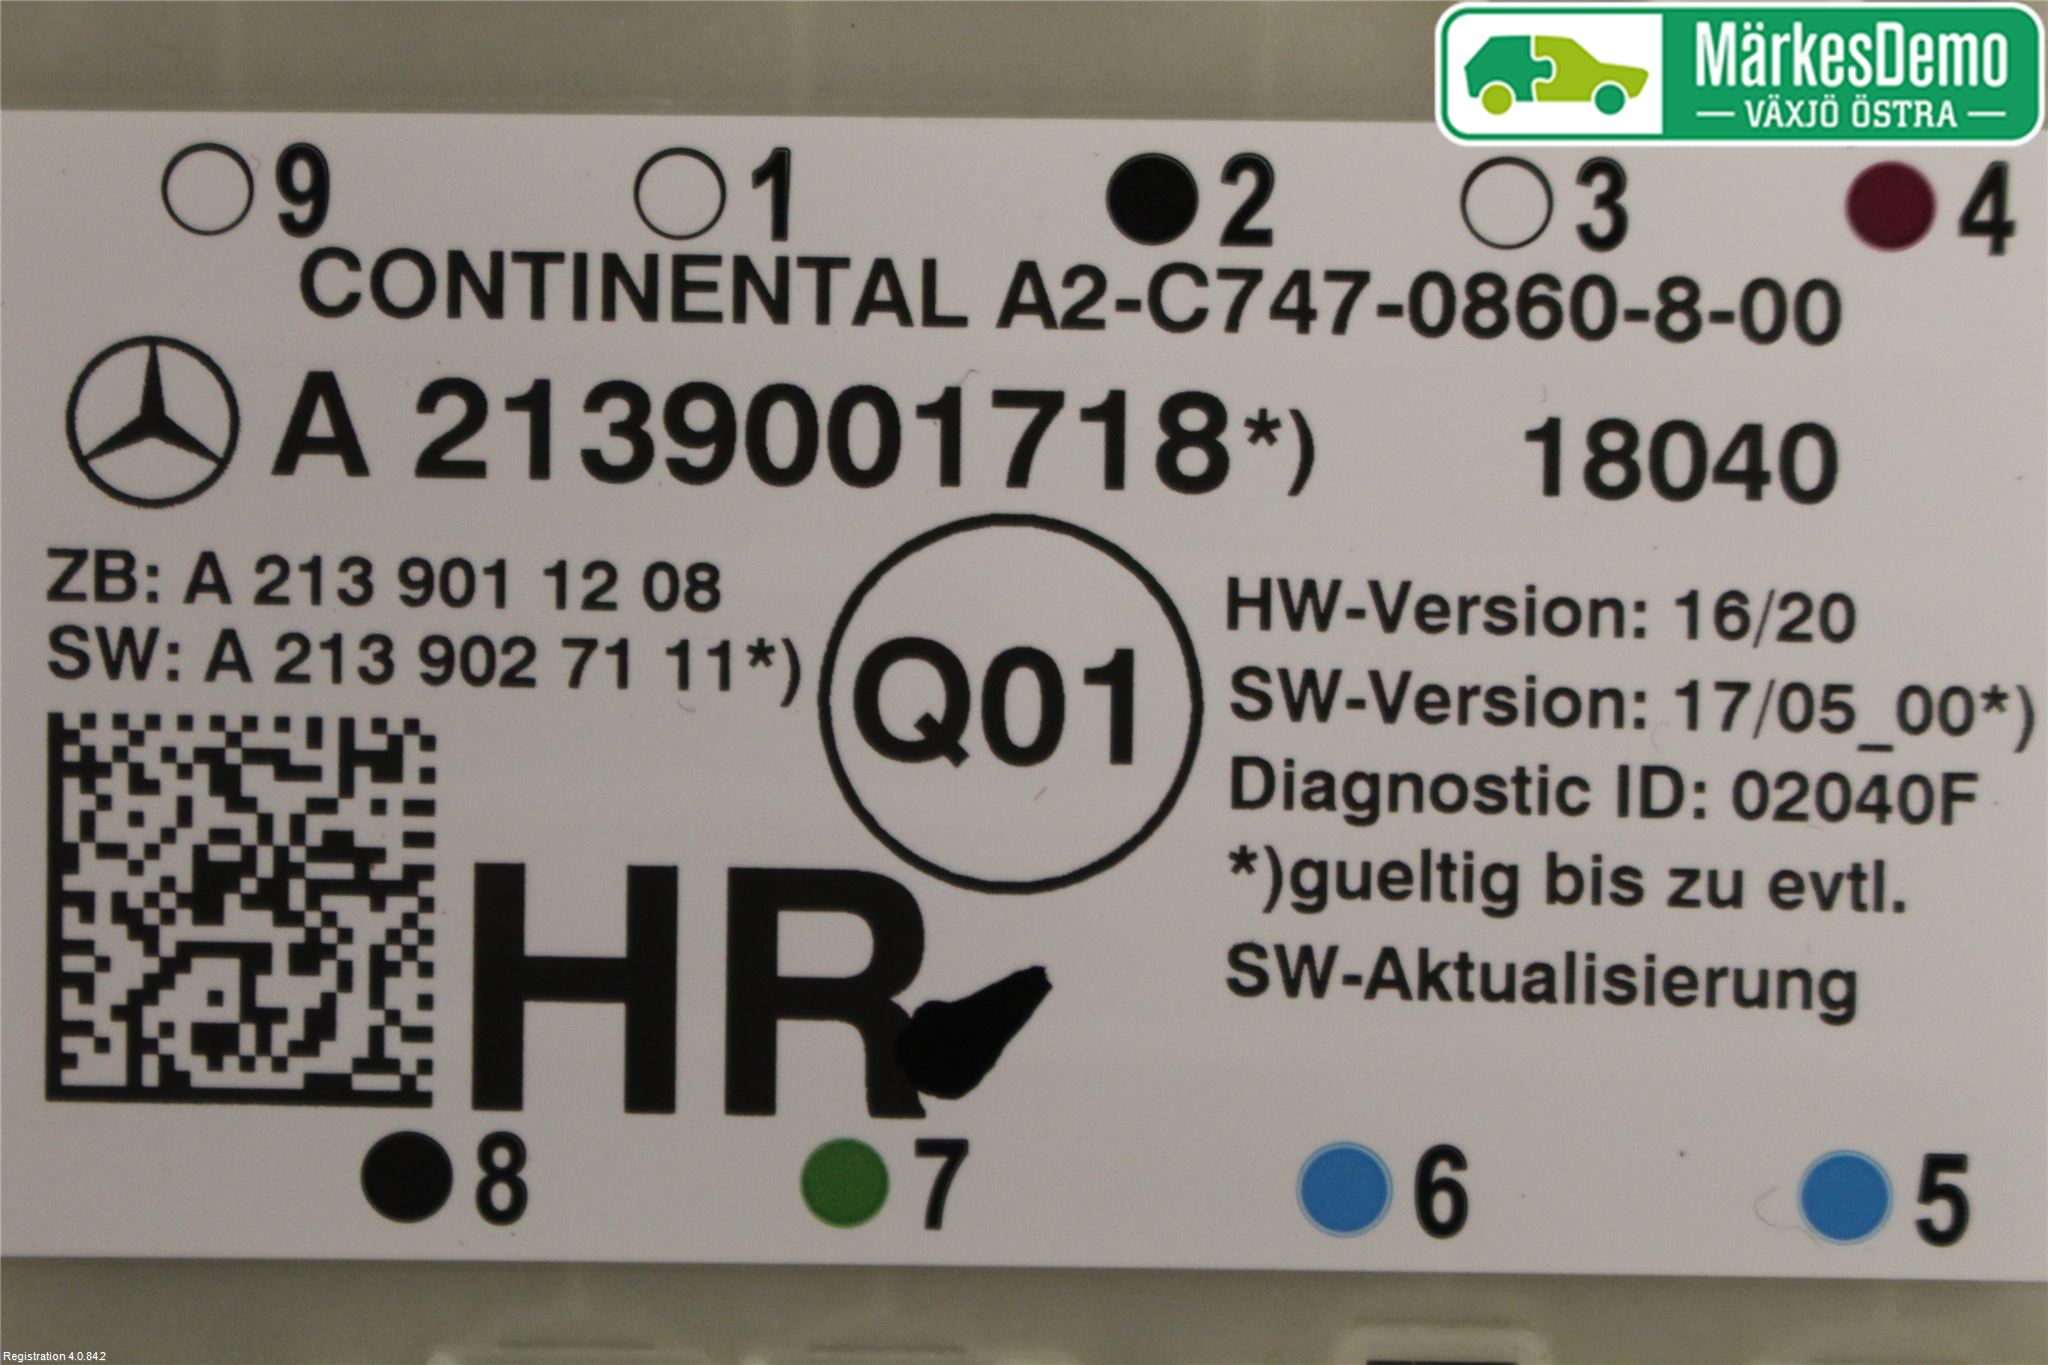 MärkesDemo
VÄXJÖ ÖSTRA
9 1 2 3 4
CONTINENTAL A2-C747-0860-8-00
A 2139001718*) 18040
ZB: A 213 901 12 08
SW: A 213 902 71 11*)
Q01
HW-Version: 16/20
SW-Version: 17/05_00*)
Diagnostic ID: 02040F
*)gueltig bis zu evtl.
SW-Aktualisierung
HR
8 7 6 5
Registration 4.0.84.2